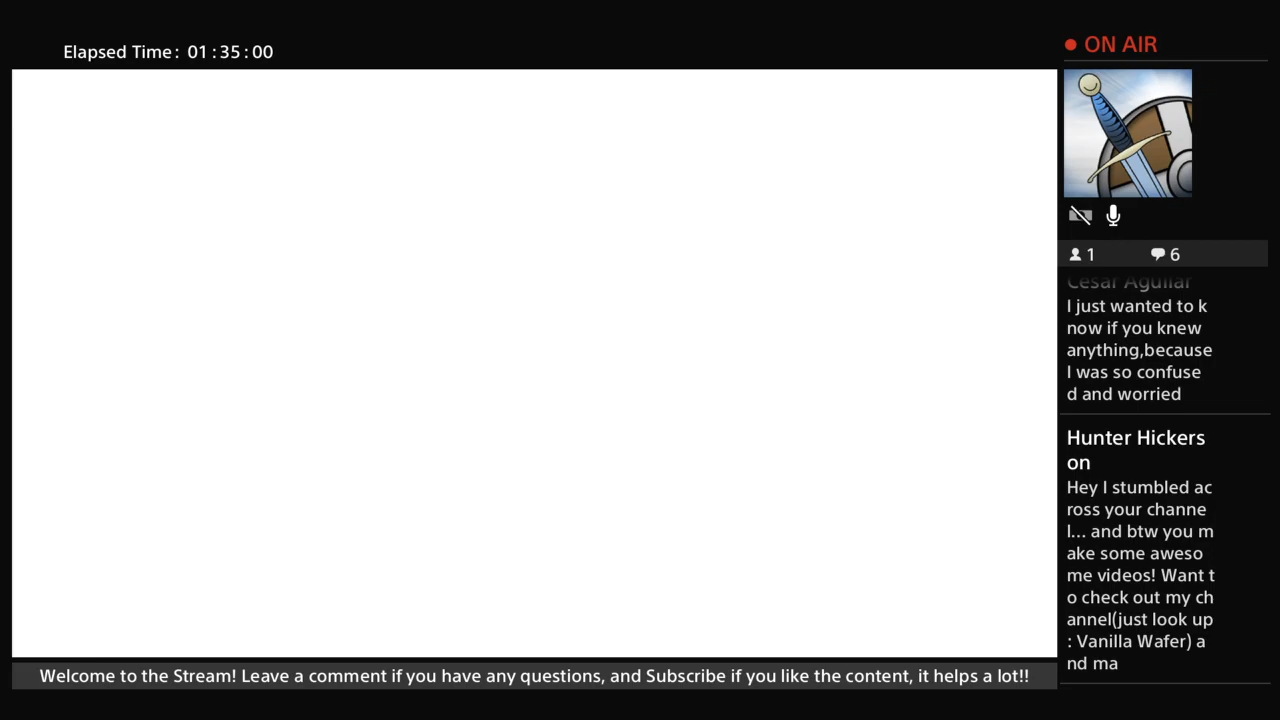 Elapsed Time: 01:35:00
ON AIR
1
6
Cesar Aguilar
I just wanted to k
now if you knew
anything,because
I was so confuse
d and worried
Hunter Hickers
on
Hey I stumbled ac
ross your channe
l... and btw you m
ake some aweso
me videos! Want t
o check out my ch
annel(just look up
: Vanilla Wafer) a
nd ma
Welcome to the Stream! Leave a comment if you have any questions, and Subscribe if you like the content, it helps a lot!!